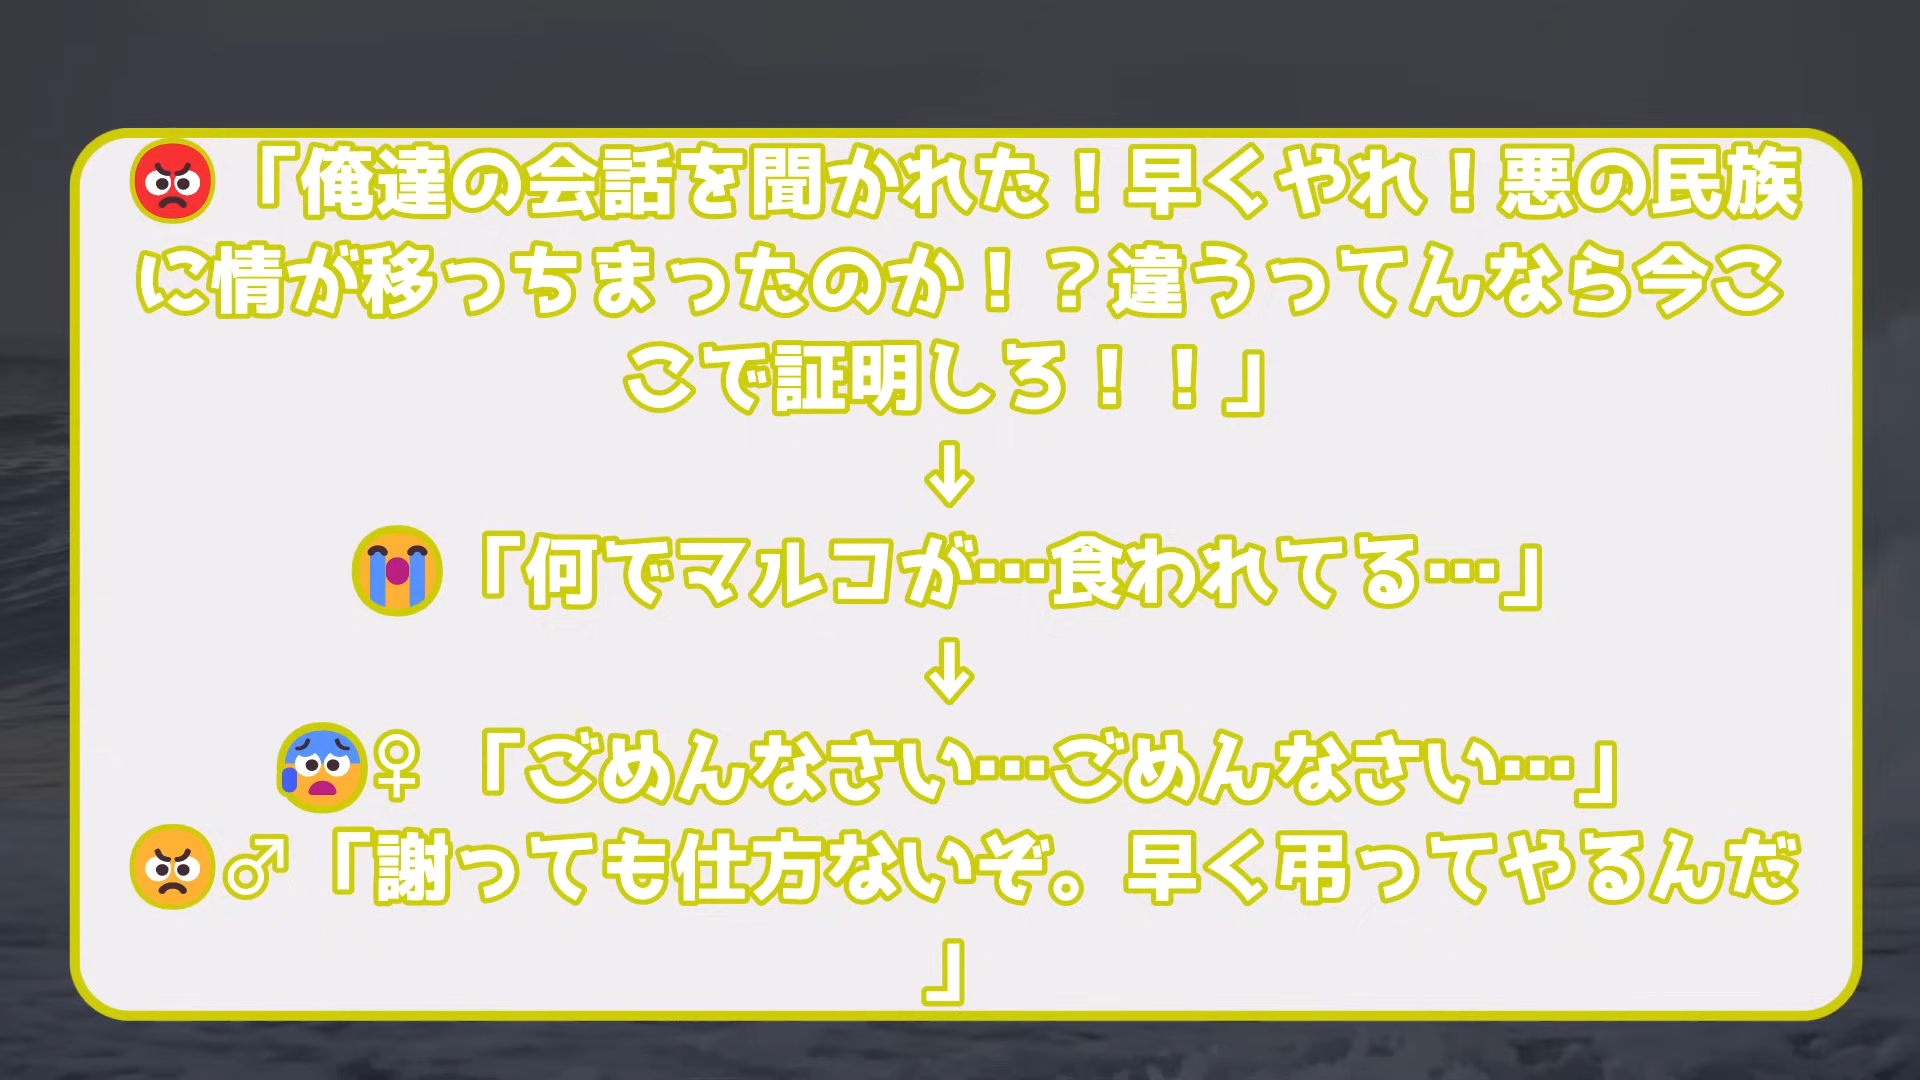 😡「俺達の会話を聞かれた！早くやれ！悪の民族
に情が移っちまったのか！？違うってんなら今こ
こで証明しろ！！」
↓
😭「何でマルコが…食われてる…」
↓
😰♀「ごめんなさい…ごめんなさい…」
😠♂「謝っても仕方ないぞ。早く弔ってやるんだ
」